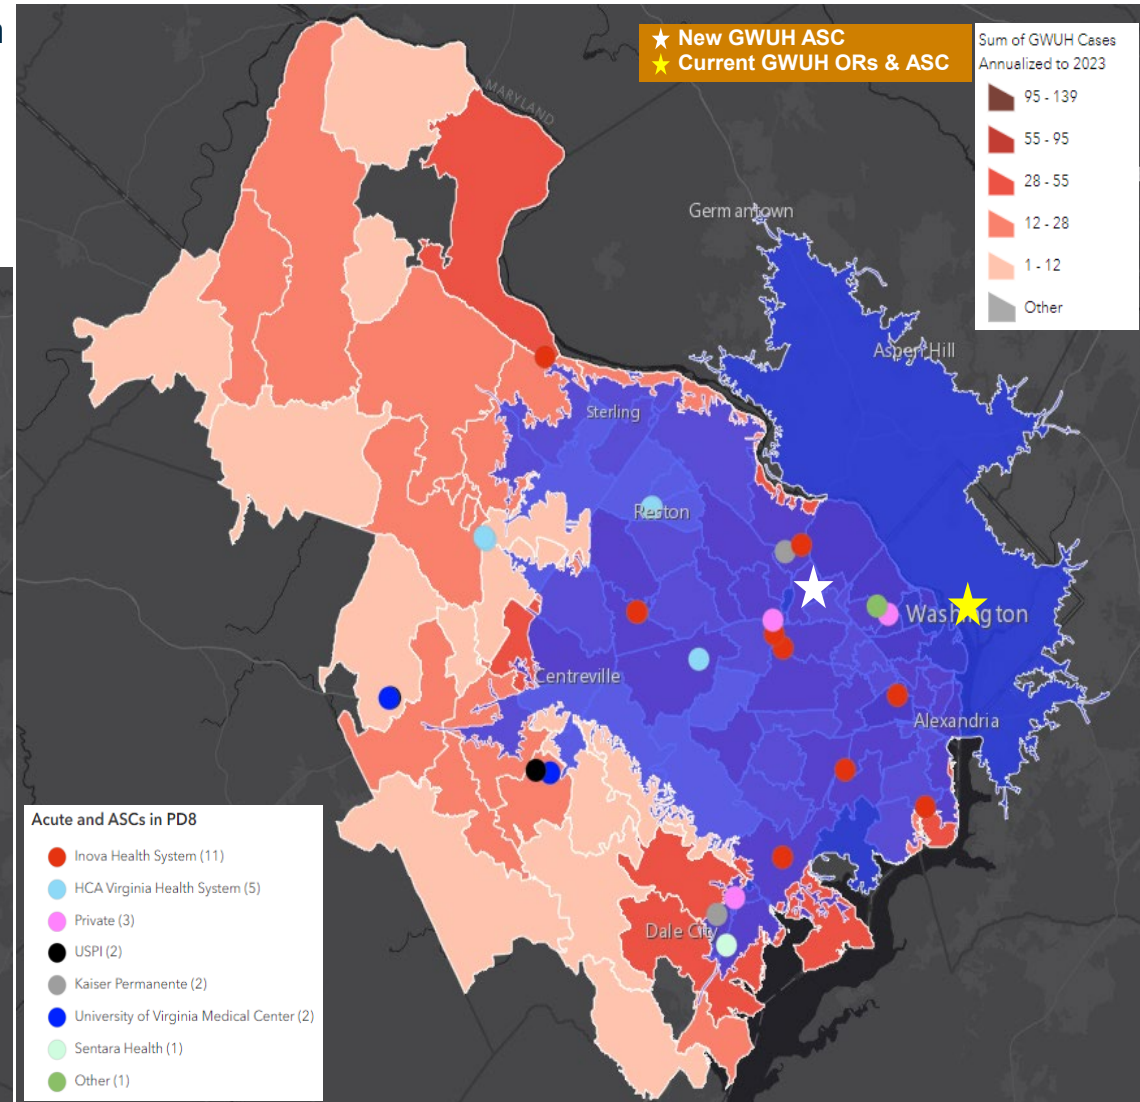 New GWUH ASC
Current GWUH ORs & ASC
Sum of GWUH Cases
Annualized to 2023
95 - 139
55 - 95
28 - 55
12 - 28
1 - 12
Other
MARYLAND
Germantown
Aspen Hill
Sterling
Reston
Washington
Centreville
Alexandria
Dale City
Acute and ASCs in PD8
Inova Health System (11)
HCA Virginia Health System (5)
Private (3)
USPI (2)
Kaiser Permanente (2)
University of Virginia Medical Center (2)
Sentara Health (1)
Other (1)